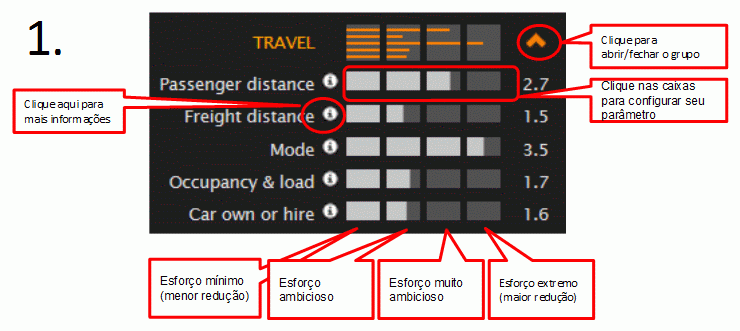 1.
TRAVEL
Clique para
abrir/fechar o grupo
Passenger distance 2.7
Clique nas caixas
para configurar seu
parâmetro
Clique aqui para
mais informações
Freight distance 1.5
Mode 3.5
Occupancy & load 1.7
Car own or hire 1.6
Esforço mínimo
(menor redução)
Esforço
ambicioso
Esforço muito
ambicioso
Esforço extremo
(maior redução)